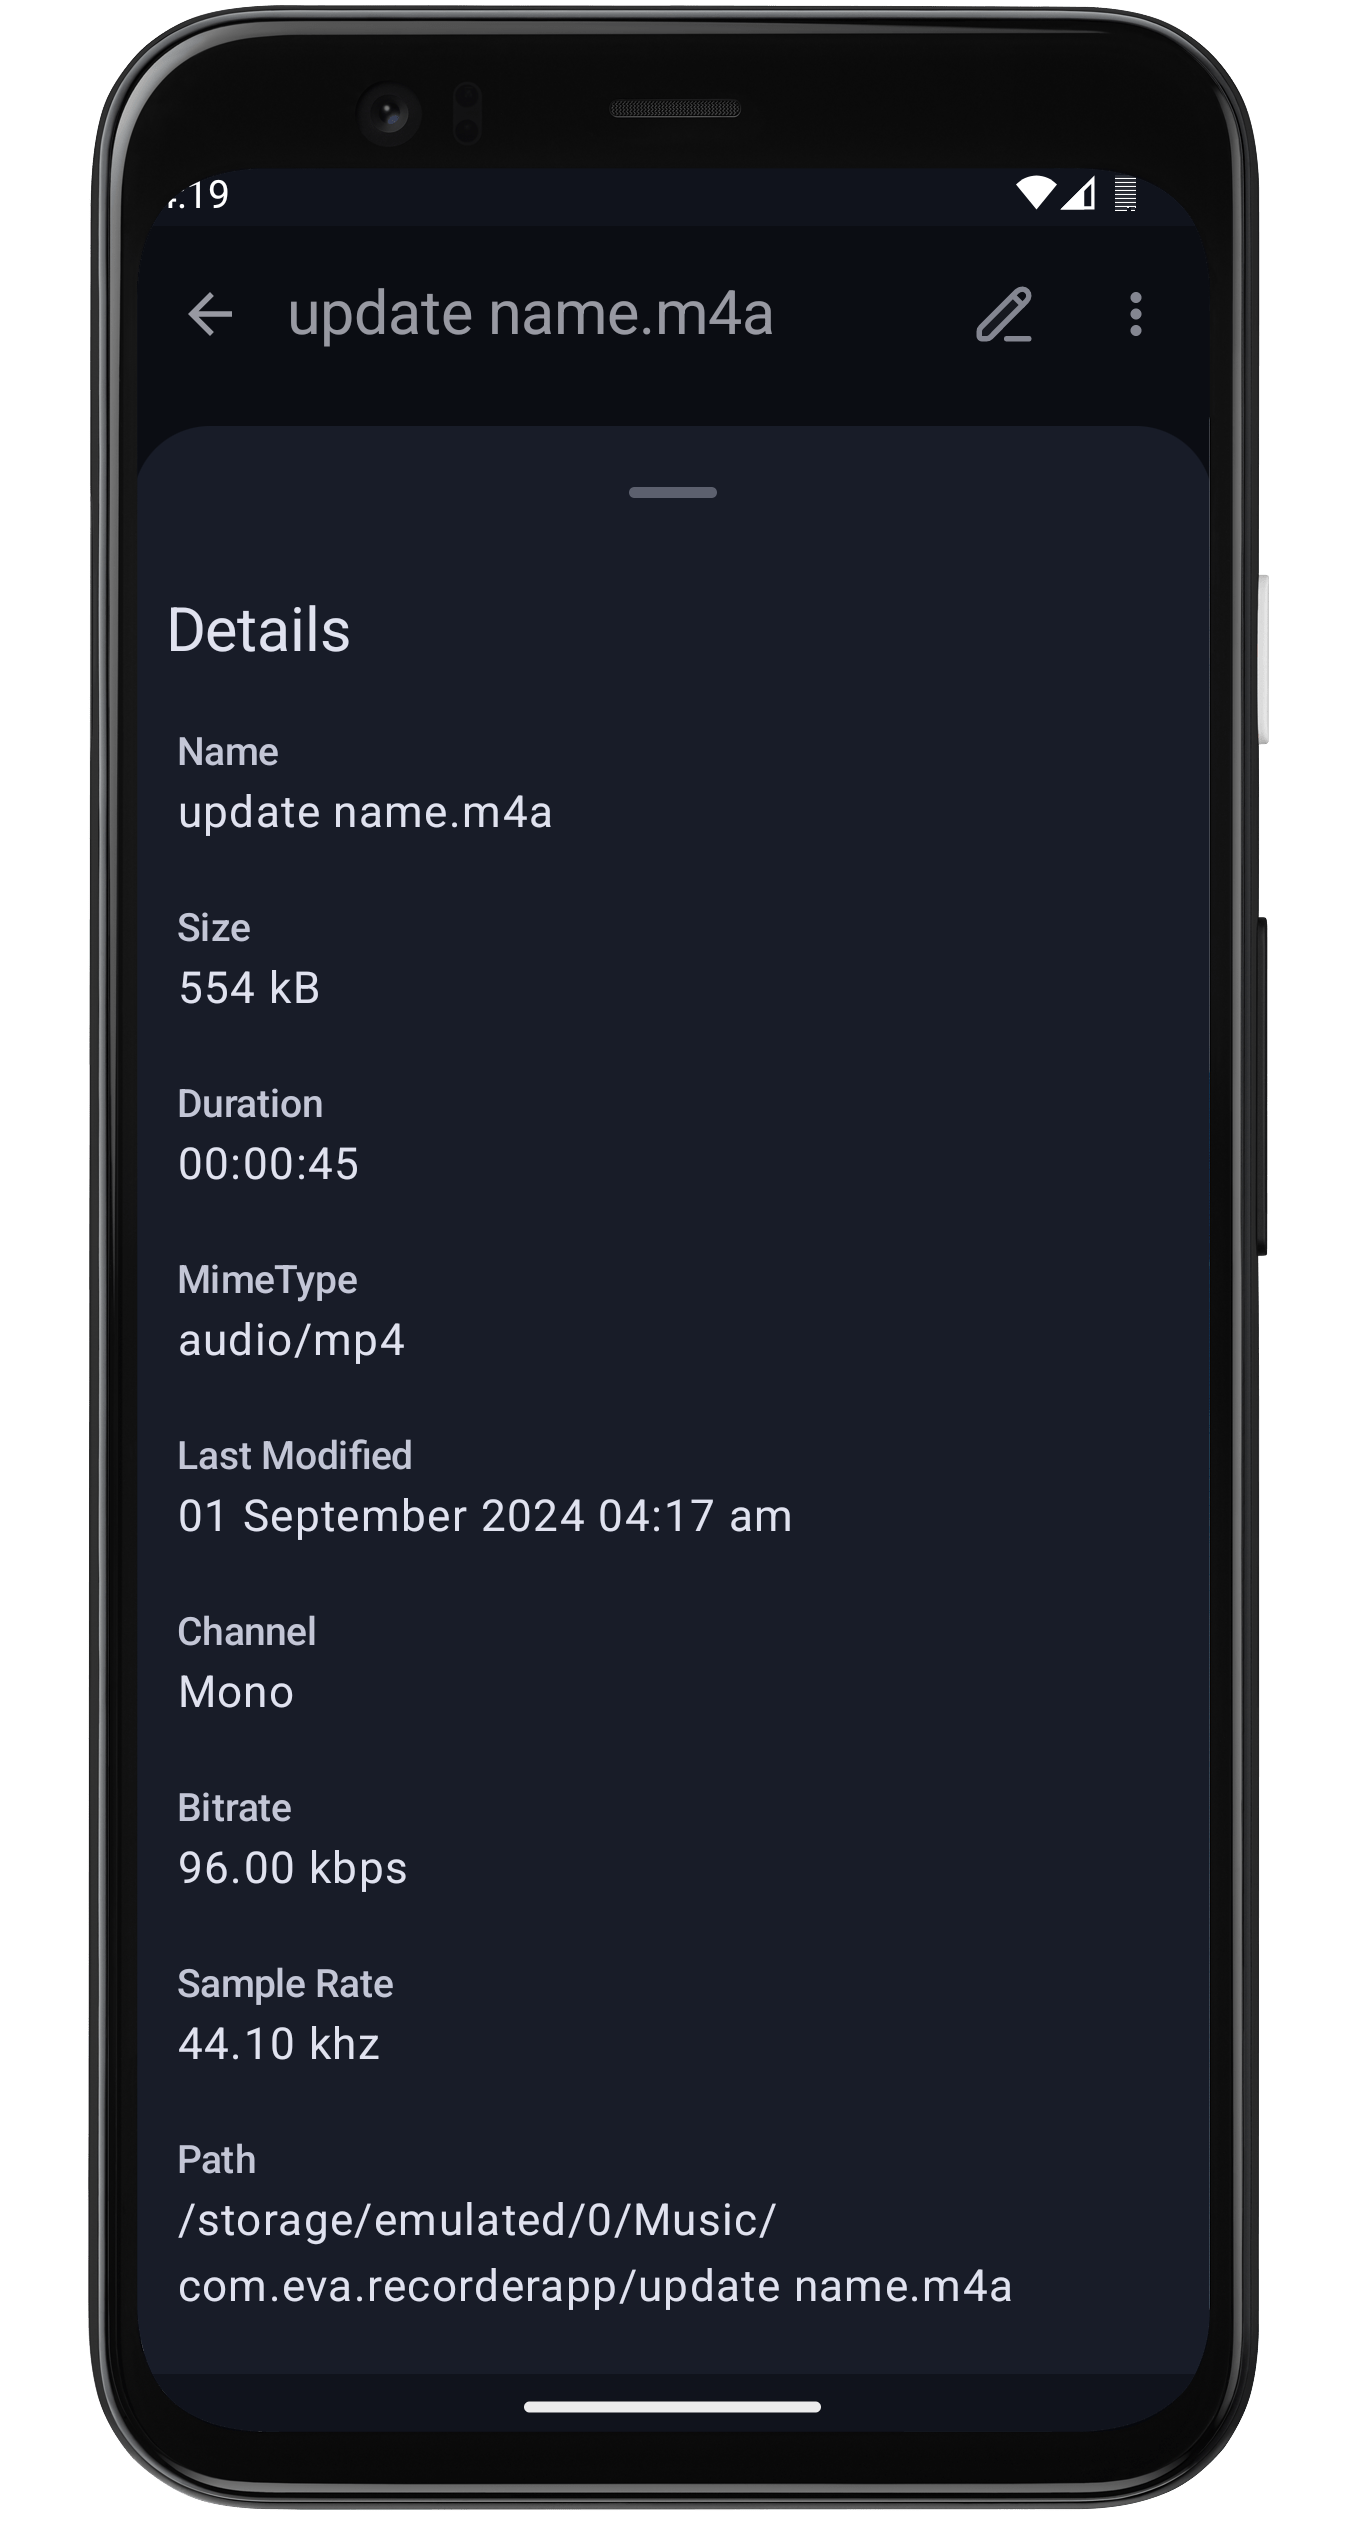 :19
update name.m4a
Details
Name
update name.m4a
Size
554 kB
Duration
00:00:45
MimeType
audio/mp4
Last Modified
01 September 2024 04:17 am
Channel
Mono
Bitrate
96.00 kbps
Sample Rate
44.10 khz
Path
/storage/emulated/0/Music/
com.eva.recorderapp/update name.m4a